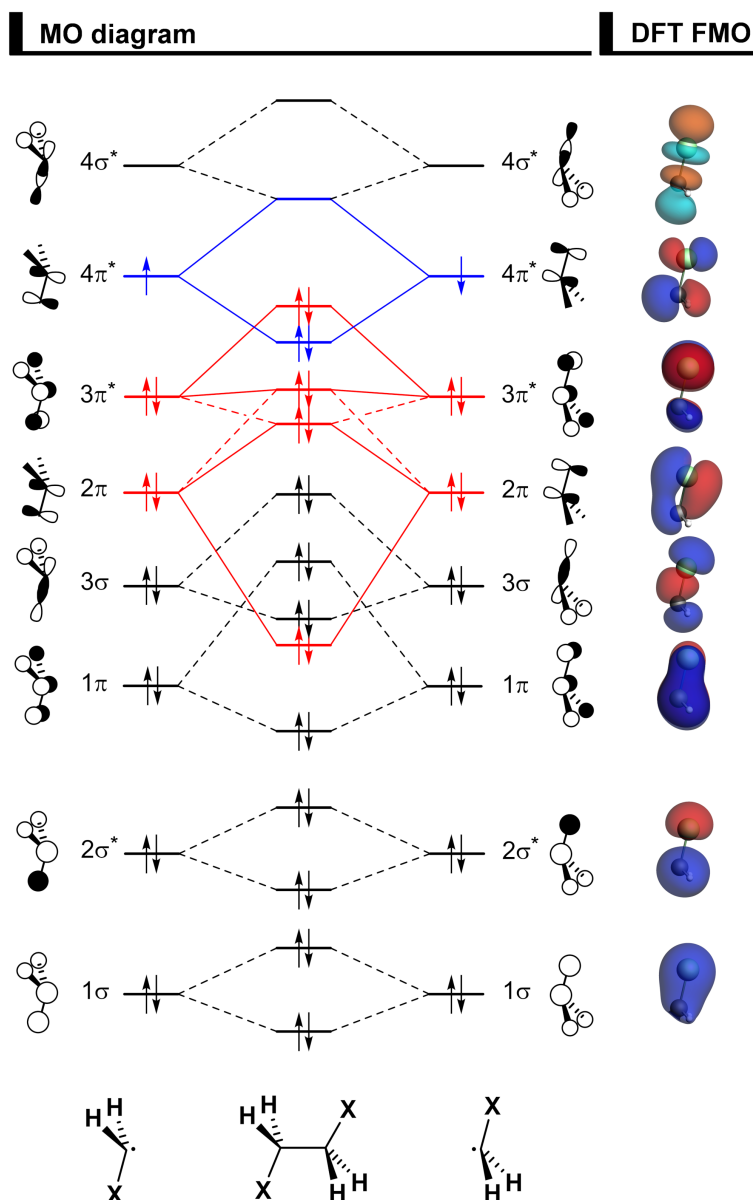 MO diagram DFT FMO
4σ* 4σ*
4π* 4π*
3π* 3π*
2π 2π
3σ 3σ
1π 1π
2σ* 2σ*
1σ 1σ
H H X H H X X H H X H H